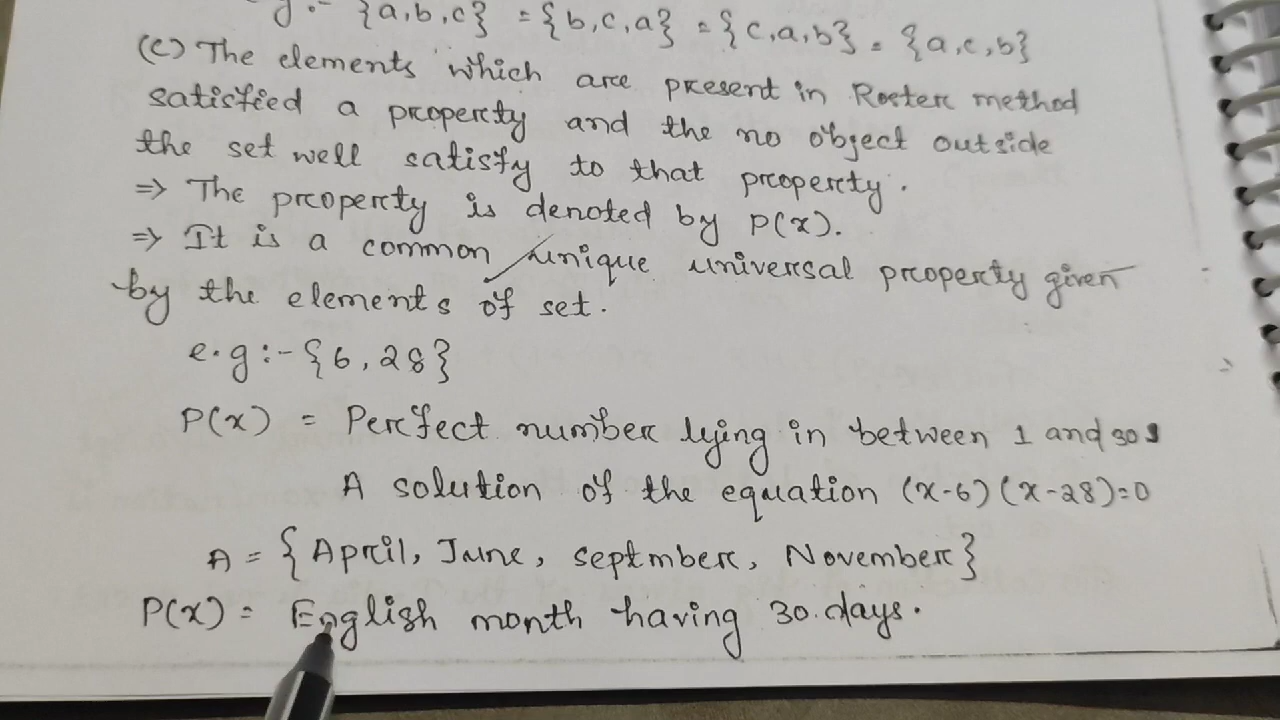 g:- {a,b,c} = {b,c,a} = {c,a,b} = {a,c,b}
(c) The elements which are present in Roster method
satisfied a property and the no object outside
the set well satisfy to that property.
⇒ The property is denoted by P(x).
⇒ It is a common / unique universal property given
by the elements of set.
e.g:- {6, 28}
P(x) = Perfect number lying in between 1 and 30
A solution of the equation (x-6)(x-28)=0
A = {April, June, septmber, November}
P(x) = English month having 30 days.